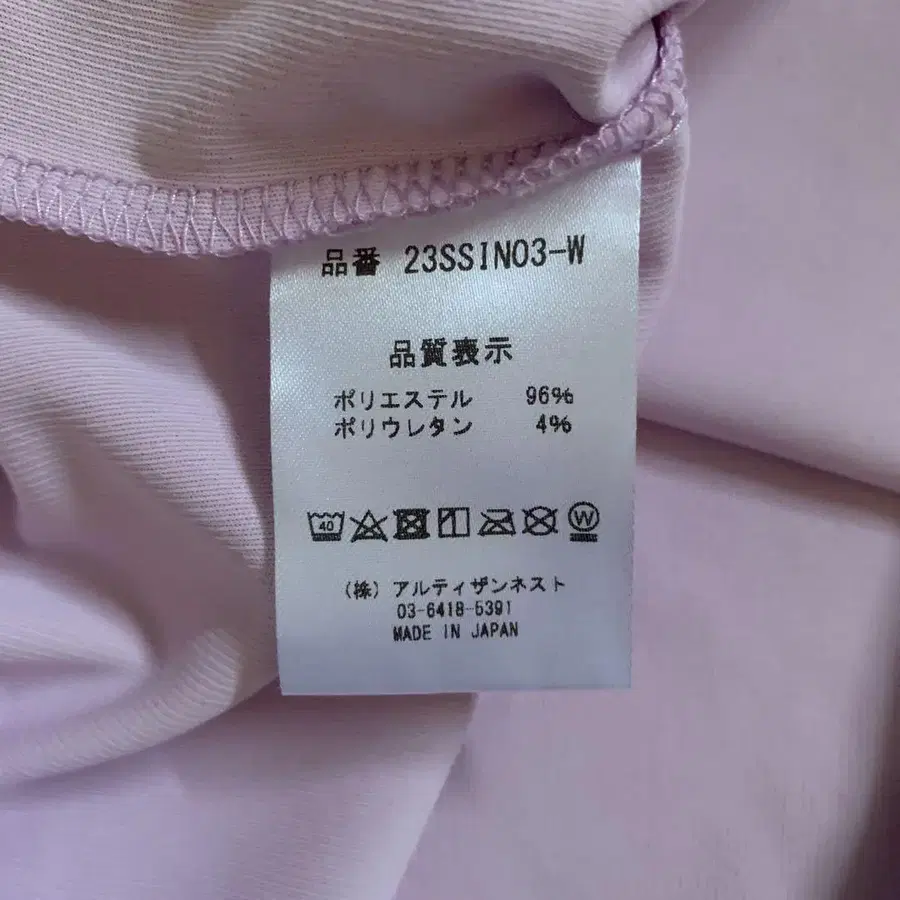 品番 23SSIN03-W
品質表示
ポリエステル 96%
ポリウレタン 4%
40
W
(株) アルティザンネスト
03-6418-5391
MADE IN JAPAN